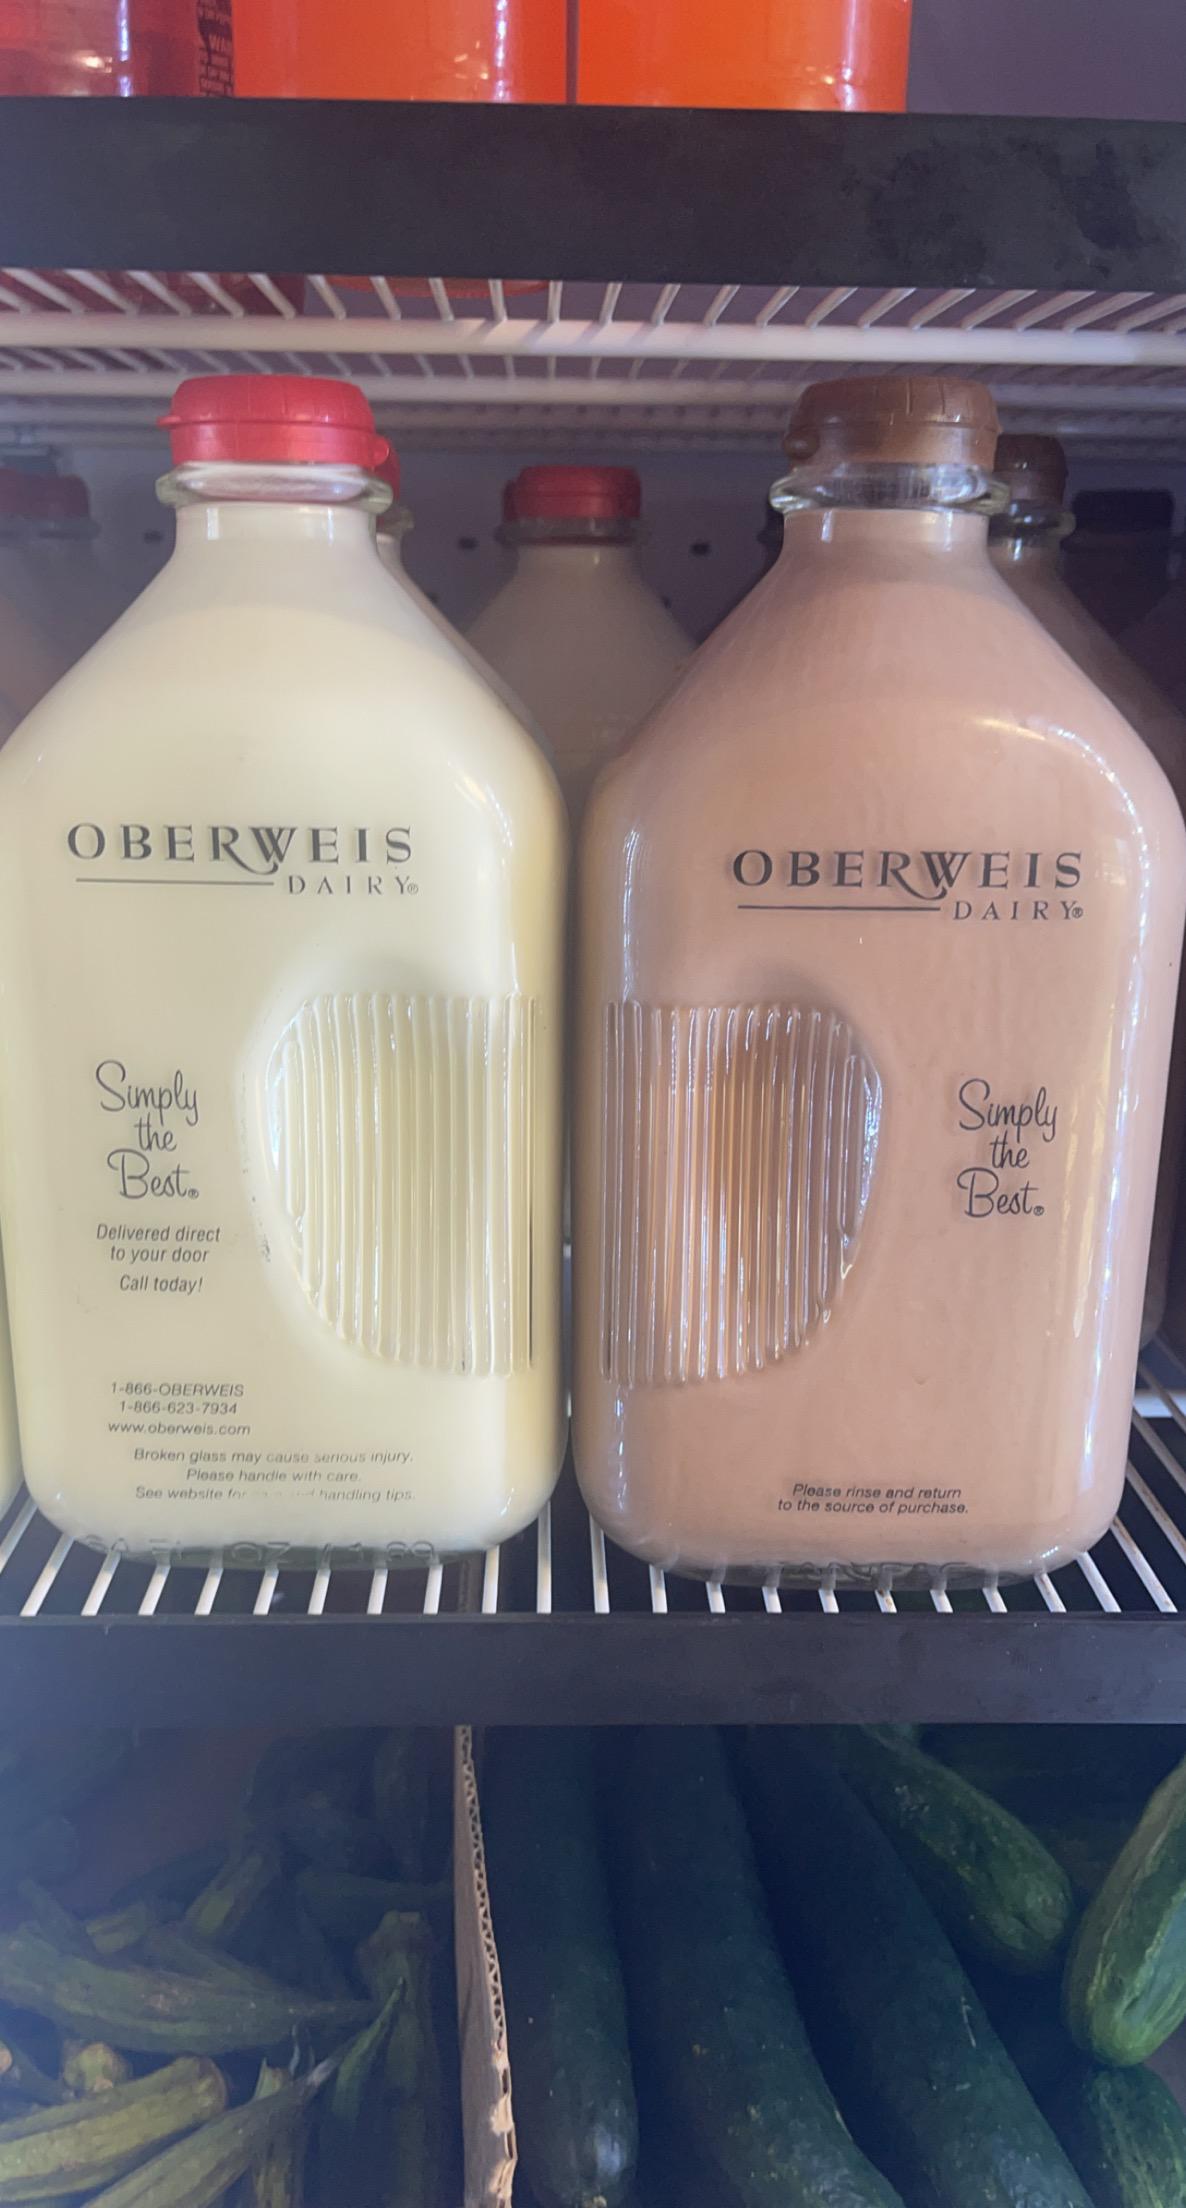 OBERWEIS
DAIRY®
Simply
the
Best®
Delivered direct
to your door
Call today!
1-866-OBERWEIS
1-866-623-7934
www.oberweis.com
Broken glass may cause serious injury.
Please handle with care.
See website for and handling tips.
OBERWEIS
DAIRY®
Simply
the
Best®
Please rinse and return
to the source of purchase.